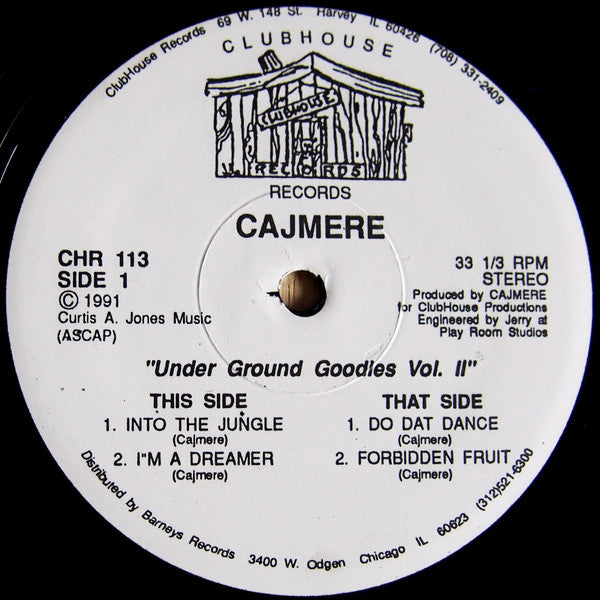 ClubHouse Records 69 W. 148 St. Harvey IL 60426 (708) 331-2409
CLUBHOUSE
CLUBHOUSE
RECORDS
RECORDS
CAJMERE
CHR 113
SIDE 1
© 1991
Curtis A. Jones Music
(ASCAP)
33 1/3 RPM
STEREO
Produced by CAJMERE
for ClubHouse Productions
Engineered by Jerry at
Play Room Studios
"Under Ground Goodies Vol. II"
THIS SIDE
1. INTO THE JUNGLE
(Cajmere)
2. I"M A DREAMER
(Cajmere)
THAT SIDE
1. DO DAT DANCE
(Cajmere)
2. FORBIDDEN FRUIT
(Cajmere)
Distributed by Barneys Records 3400 W. Odgen Chicago IL 60623 (312)521-6300